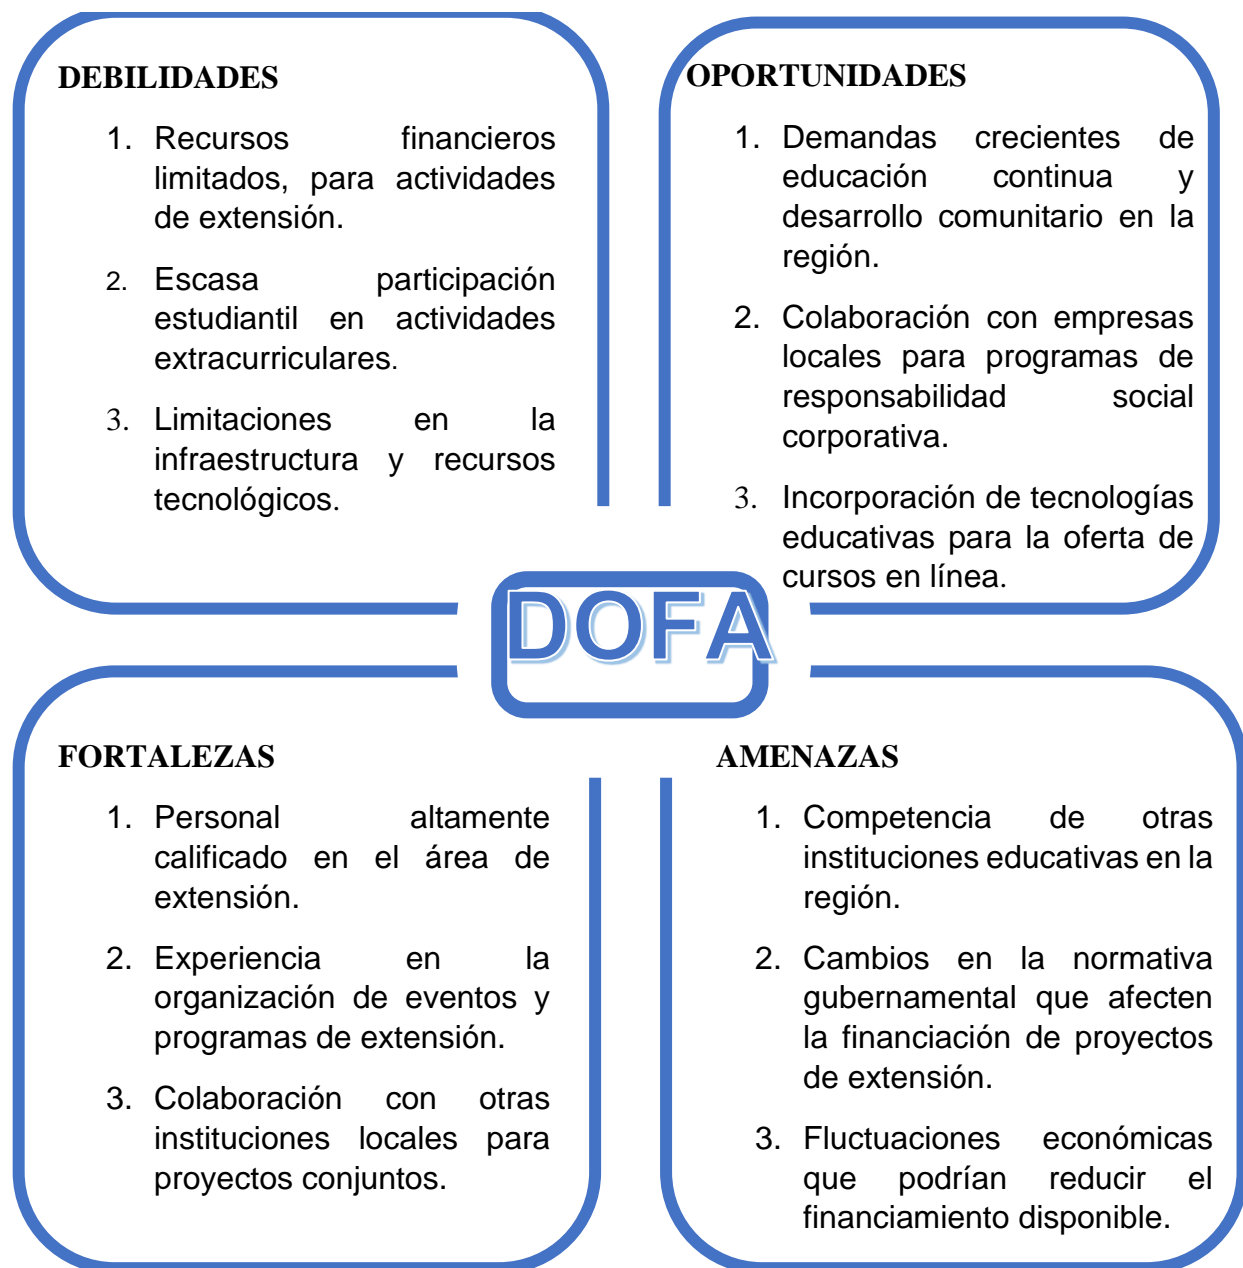 DEBILIDADES
1. Recursos financieros
limitados, para actividades
de extensión.
2. Escasa participación
estudiantil en actividades
extracurriculares.
3. Limitaciones en la
infraestructura y recursos
tecnológicos.
OPORTUNIDADES
1. Demandas crecientes de
educación continua y
desarrollo comunitario en la
región.
2. Colaboración con empresas
locales para programas de
responsabilidad social
corporativa.
3. Incorporación de tecnologías
educativas para la oferta de
cursos en línea.
DOFA
FORTALEZAS
1. Personal altamente
calificado en el área de
extensión.
2. Experiencia en la
organización de eventos y
programas de extensión.
3. Colaboración con otras
instituciones locales para
proyectos conjuntos.
AMENAZAS
1. Competencia de otras
instituciones educativas en la
región.
2. Cambios en la normativa
gubernamental que afecten
la financiación de proyectos
de extensión.
3. Fluctuaciones económicas
que podrían reducir el
financiamiento disponible.